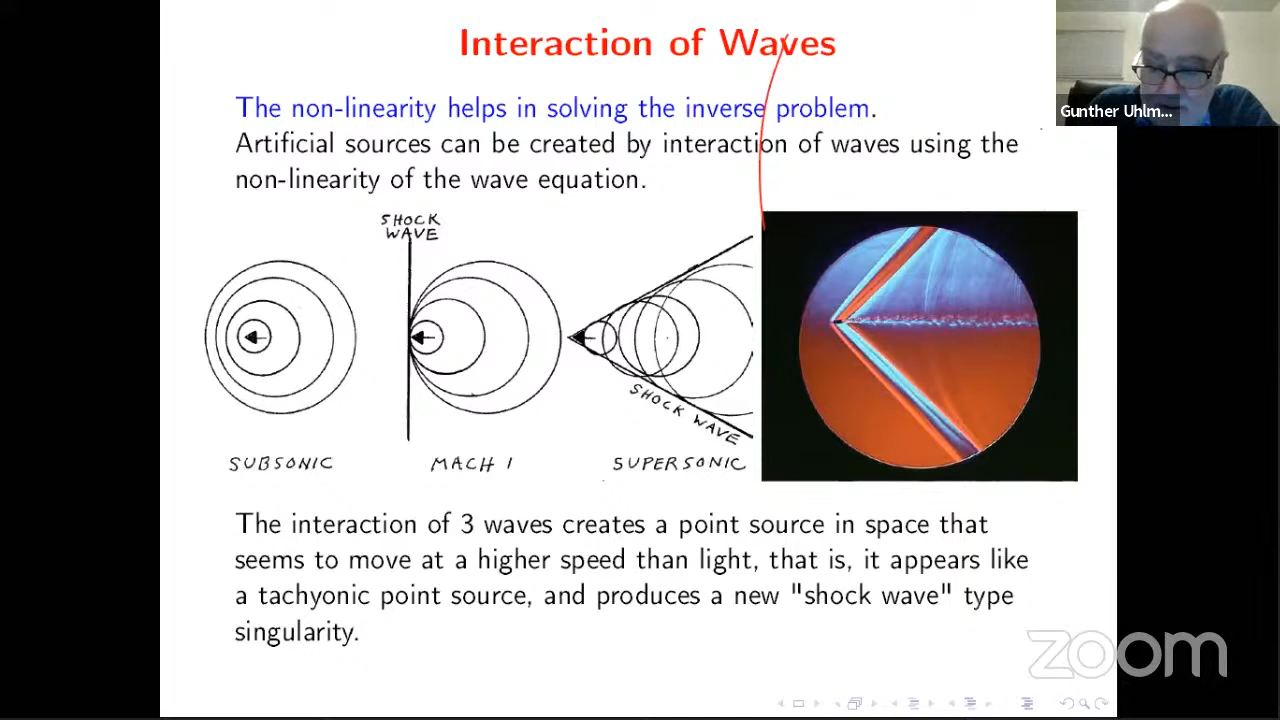 Interaction of Waves
Gunther Uhlm...
The non-linearity helps in solving the inverse problem.
Artificial sources can be created by interaction of waves using the
non-linearity of the wave equation.
SHOCK
WAVE
SHOCK WAVE
SUBSONIC
MACH 1
SUPERSONIC
The interaction of 3 waves creates a point source in space that
seems to move at a higher speed than light, that is, it appears like
a tachyonic point source, and produces a new "shock wave" type
singularity.
zoom